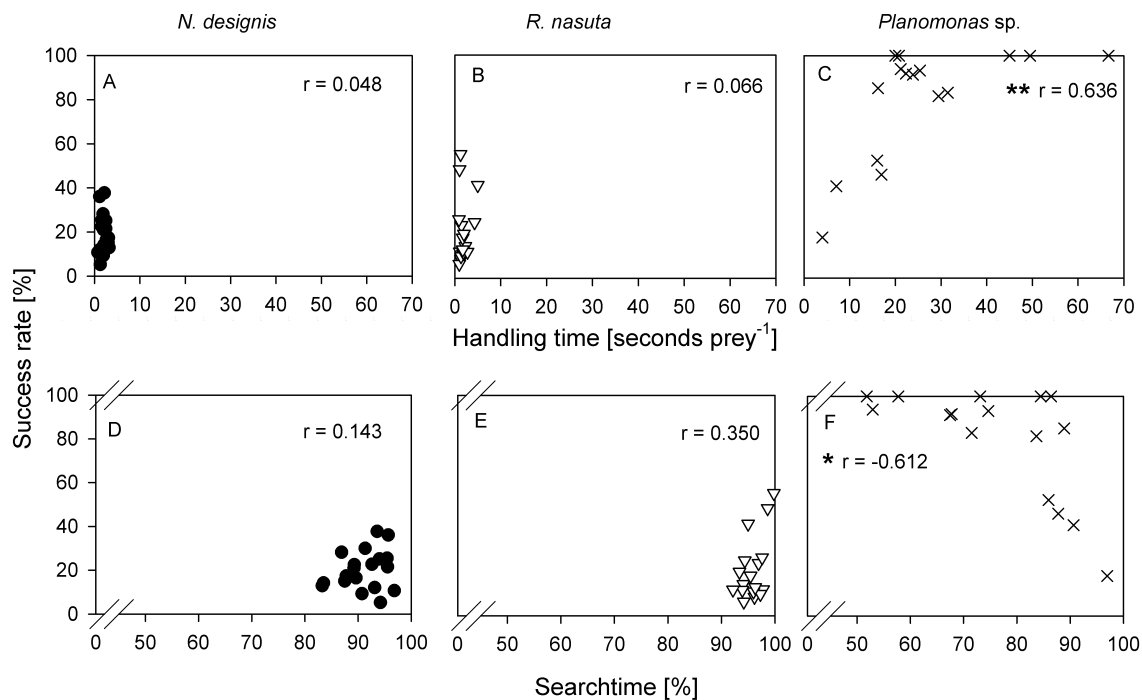 N. designis R. nasuta Planomonas sp.
100 A r = 0.048 B r = 0.066 C ** r = 0.636
80
60
40
20
0
0 10 20 30 40 50 60 70 0 10 20 30 40 50 60 70 0 10 20 30 40 50 60 70
Handling time [seconds prey-1]
Success rate [%]
100 D r = 0.143 E r = 0.350 F * r = -0.612
80
60
40
20
0
0 50 60 70 80 90 100 0 50 60 70 80 90 100 0 50 60 70 80 90 100
Searchtime [%]